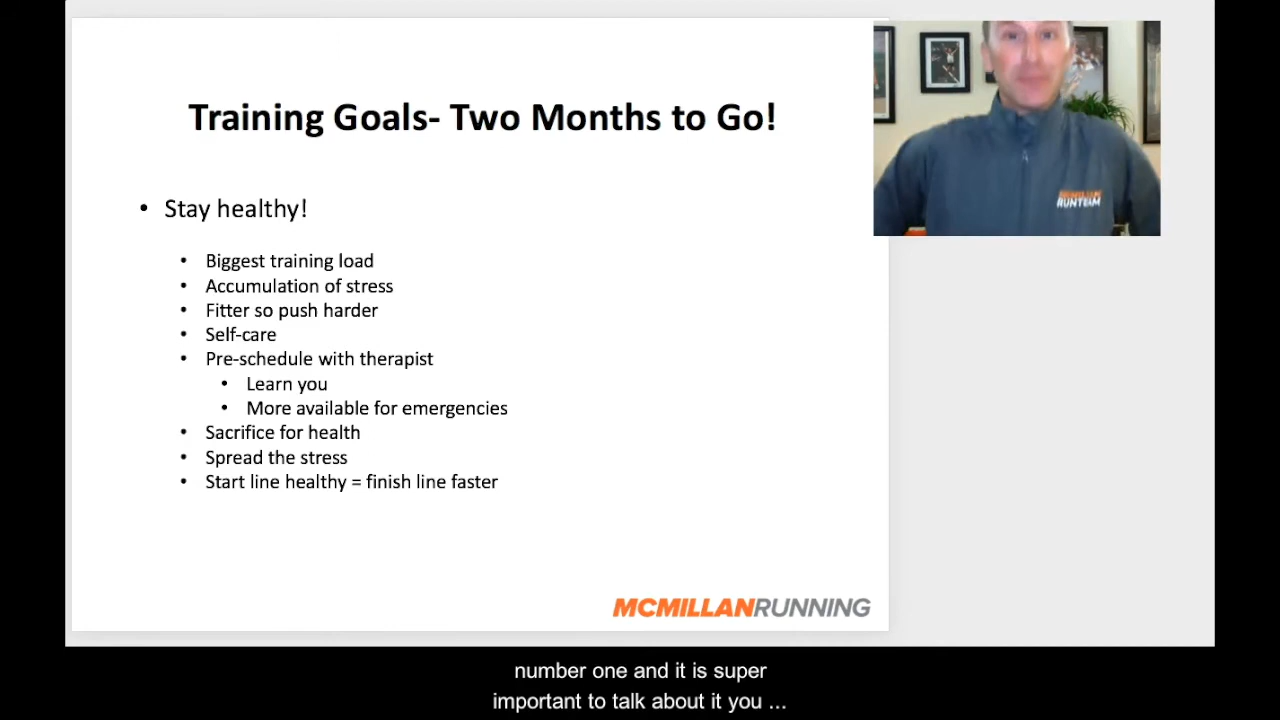 Training Goals- Two Months to Go!
• Stay healthy!
• Biggest training load
• Accumulation of stress
• Fitter so push harder
• Self-care
• Pre-schedule with therapist
• Learn you
• More available for emergencies
• Sacrifice for health
• Spread the stress
• Start line healthy = finish line faster
MCMILLAN
RUNTEAM
MCMILLANRUNNING
number one and it is super
important to talk about it you ...